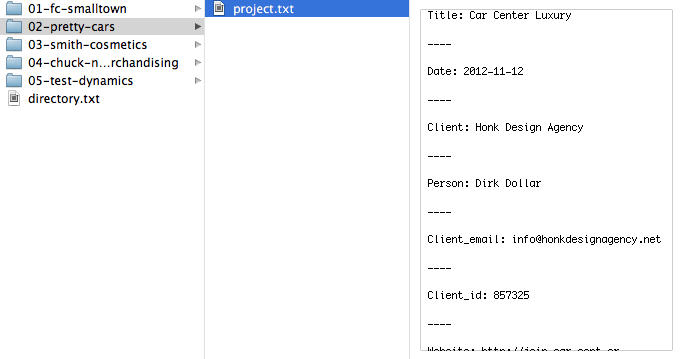 01-fc-smalltown
02-pretty-cars
03-smith-cosmetics
04-chuck-n...rchandising
05-test-dynamics
directory.txt
project.txt
Title: Car Center Luxury
----
Date: 2012-11-12
----
Client: Honk Design Agency
----
Person: Dirk Dollar
----
Client_email: info@honkdesignagency.net
----
Client_id: 857325
----
Website: